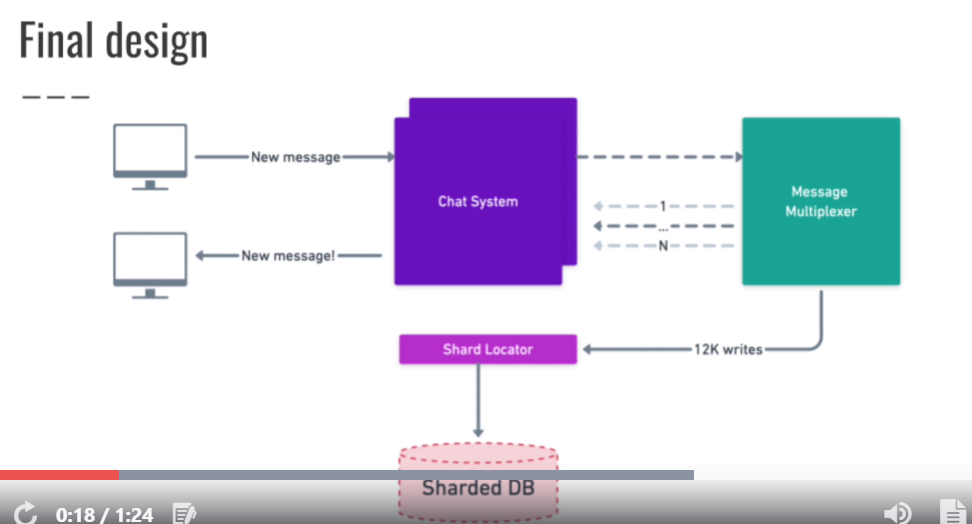 Final design
New message
Chat System
1
...
N
Message
Multiplexer
New message!
Shard Locator
12K writes
Sharded DB
0:18 / 1:24